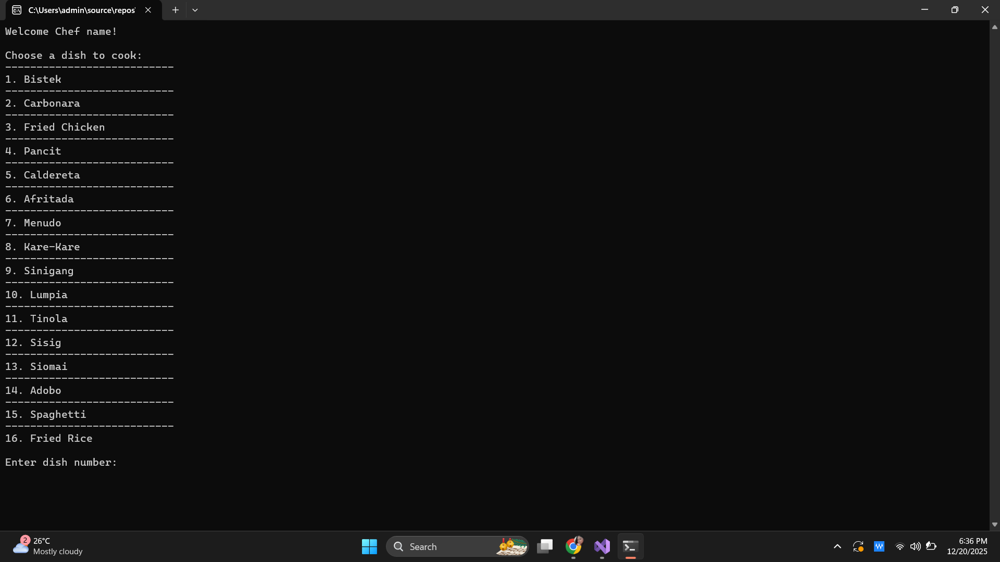 C:\Users\admin\source\repos\
Welcome Chef name!
Choose a dish to cook:
---------------------------
1. Bistek
---------------------------
2. Carbonara
---------------------------
3. Fried Chicken
---------------------------
4. Pancit
---------------------------
5. Caldereta
---------------------------
6. Afritada
---------------------------
7. Menudo
---------------------------
8. Kare-Kare
---------------------------
9. Sinigang
---------------------------
10. Lumpia
---------------------------
11. Tinola
---------------------------
12. Sisig
---------------------------
13. Siomai
---------------------------
14. Adobo
---------------------------
15. Spaghetti
---------------------------
16. Fried Rice
Enter dish number:
2
26°C
Mostly cloudy
Search
6:36 PM
12/20/2025